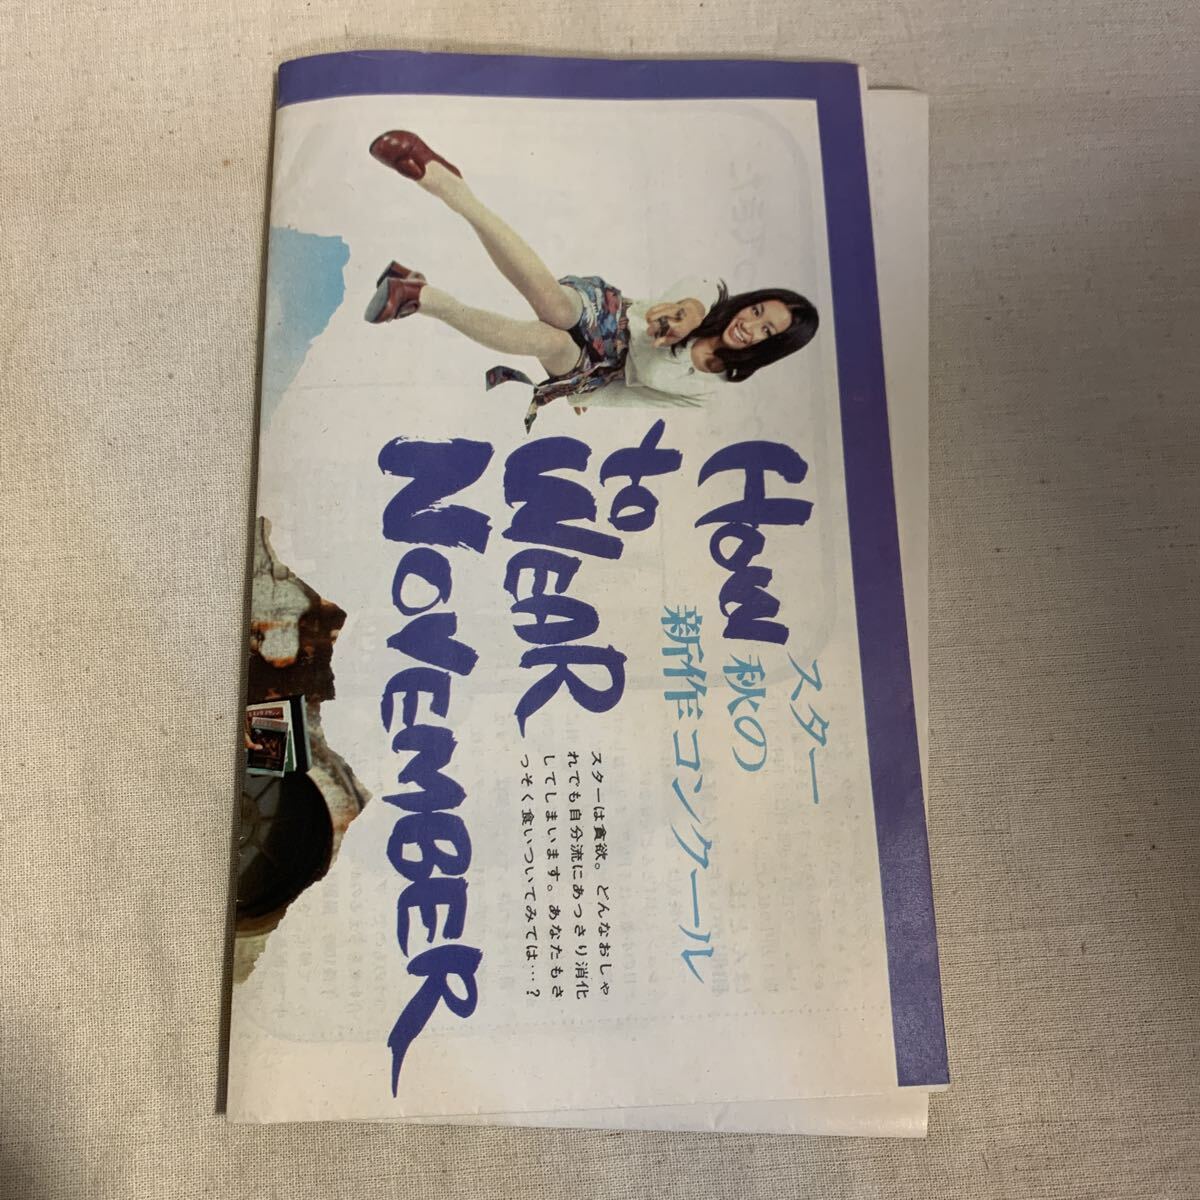 How
to
WEAR
NOVEMBER
スター
秋の
新作コンクール
スターは貪欲。どんなおしゃ
れでも自分流にあっさり消化
してしまいます。あなたもさ
っそく食いついてみては…？